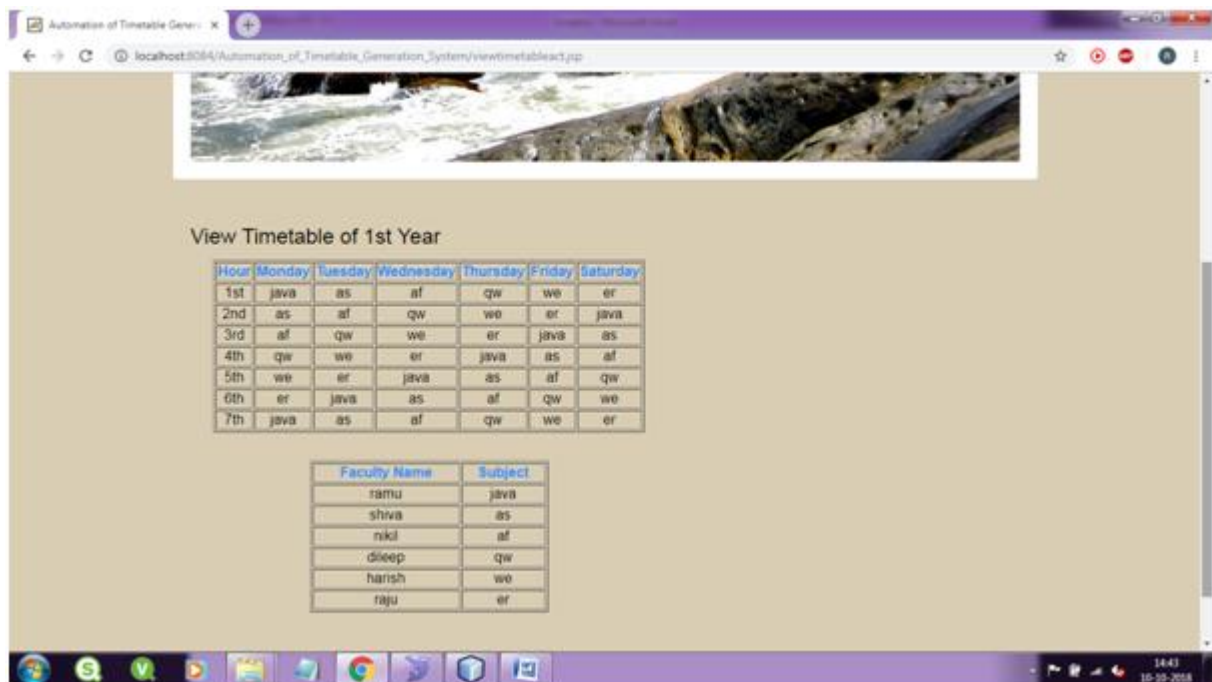 Automation of Timetable Gener
localhost:8084/Automation_of_Timetable_Generation_System/viewtimetableact.jsp
View Timetable of 1st Year
Hour Monday Tuesday Wednesday Thursday Friday Saturday
1st java as af qw we er
2nd as af qw we er java
3rd af qw we er java as
4th qw we er java as af
5th we er java as af qw
6th er java as af qw we
7th java as af qw we er
Faculty Name Subject
ramu java
shiva as
nikil af
dileep qw
harish we
raju er
14:43
10-10-2018